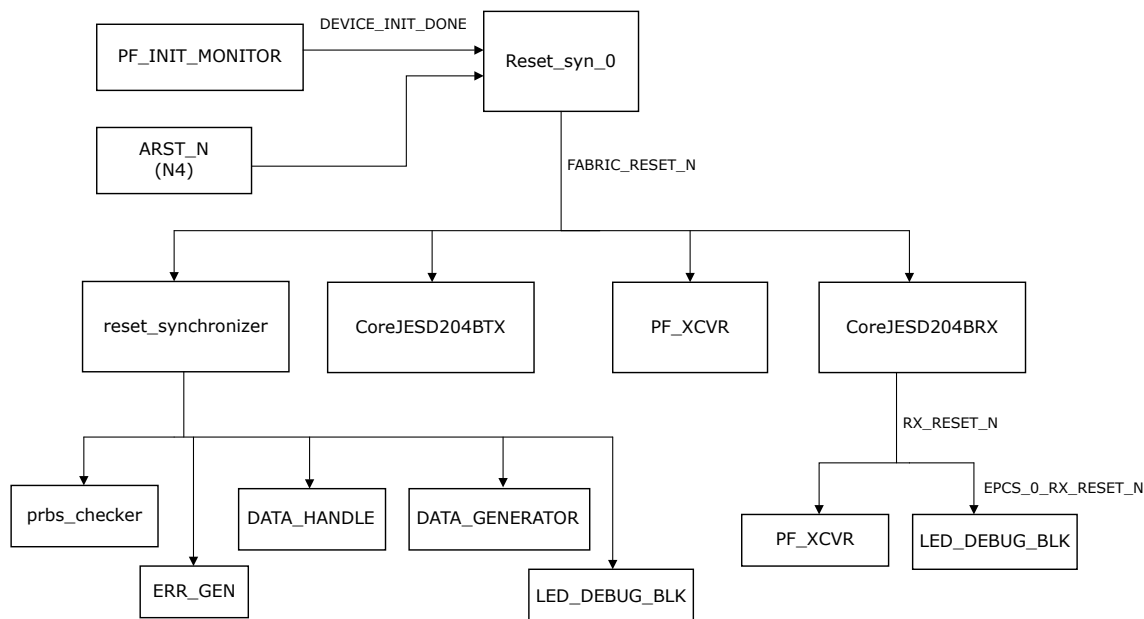 DEVICE_INIT_DONE
PF_INIT_MONITOR
Reset_syn_0
ARST_N
(N4)
FABRIC_RESET_N
reset_synchronizer
CoreJESD204BTX
PF_XCVR
CoreJESD204BRX
RX_RESET_N
EPCS_0_RX_RESET_N
prbs_checker
DATA_HANDLE
DATA_GENERATOR
PF_XCVR
LED_DEBUG_BLK
ERR_GEN
LED_DEBUG_BLK